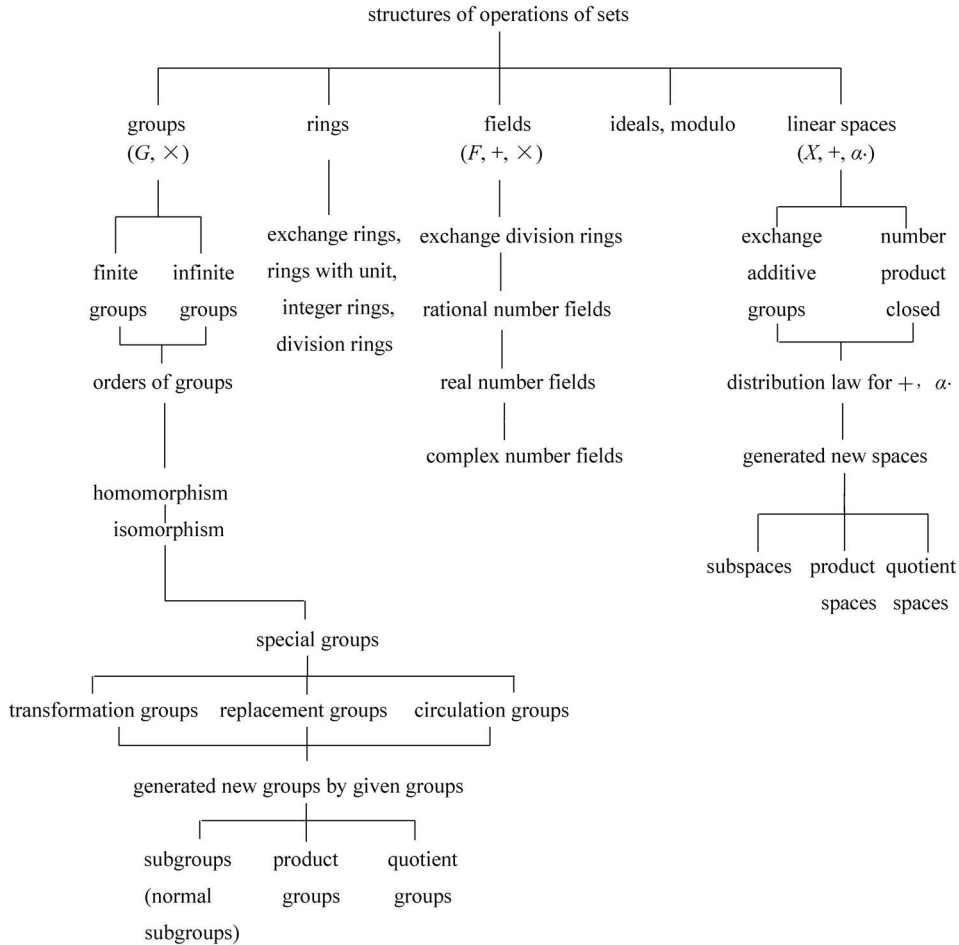 structures of operations of sets
groups
(G, ×)
rings
fields
(F, +, ×)
ideals, modulo
linear spaces
(X, +, α·)
finite
groups
infinite
groups
orders of groups
homomorphism
isomorphism
special groups
transformation groups
replacement groups
circulation groups
generated new groups by given groups
subgroups
(normal
subgroups)
product
groups
quotient
groups
exchange rings,
rings with unit,
integer rings,
division rings
exchange division rings
rational number fields
real number fields
complex number fields
exchange
additive
groups
number
product
closed
distribution law for +, α·
generated new spaces
subspaces
product
spaces
quotient
spaces